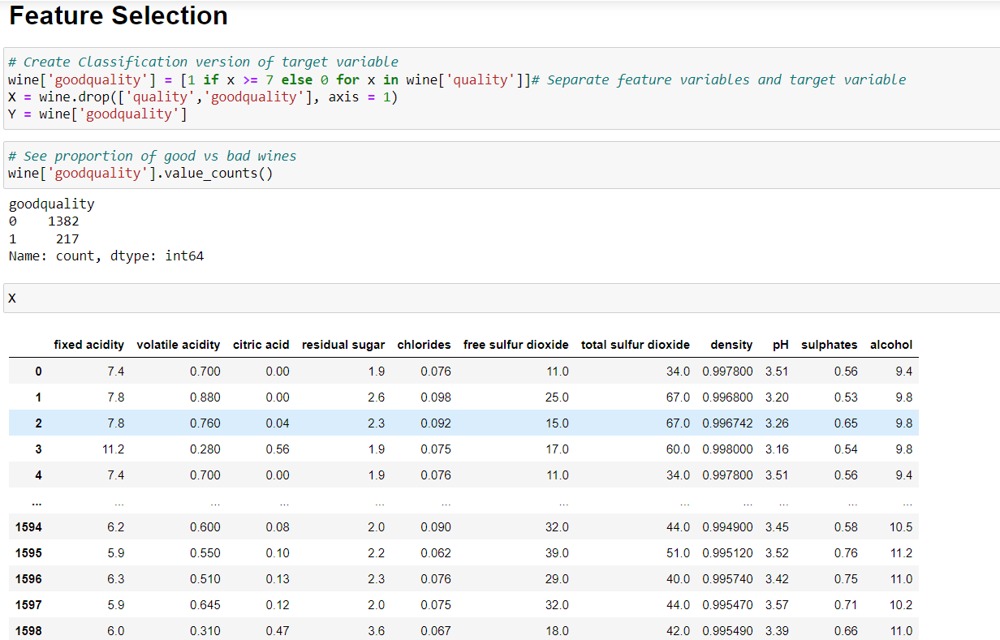 Feature Selection
# Create Classification version of target variable
wine['goodquality'] = [1 if x >= 7 else 0 for x in wine['quality']]# Separate feature variables and target variable
X = wine.drop(['quality','goodquality'], axis = 1)
Y = wine['goodquality']
# See proportion of good vs bad wines
wine['goodquality'].value_counts()
goodquality
0    1382
1     217
Name: count, dtype: int64
X
fixed acidity volatile acidity citric acid residual sugar chlorides free sulfur dioxide total sulfur dioxide density pH sulphates alcohol
0 7.4 0.700 0.00 1.9 0.076 11.0 34.0 0.997800 3.51 0.56 9.4
1 7.8 0.880 0.00 2.6 0.098 25.0 67.0 0.996800 3.20 0.53 9.8
2 7.8 0.760 0.04 2.3 0.092 15.0 67.0 0.996742 3.26 0.65 9.8
3 11.2 0.280 0.56 1.9 0.075 17.0 60.0 0.998000 3.16 0.54 9.8
4 7.4 0.700 0.00 1.9 0.076 11.0 34.0 0.997800 3.51 0.56 9.4
... ... ... ... ... ... ... ... ... ... ... ...
1594 6.2 0.600 0.08 2.0 0.090 32.0 44.0 0.994900 3.45 0.58 10.5
1595 5.9 0.550 0.10 2.2 0.062 39.0 51.0 0.995120 3.52 0.76 11.2
1596 6.3 0.510 0.13 2.3 0.076 29.0 40.0 0.995740 3.42 0.75 11.0
1597 5.9 0.645 0.12 2.0 0.075 32.0 44.0 0.995470 3.57 0.71 10.2
1598 6.0 0.310 0.47 3.6 0.067 18.0 42.0 0.995490 3.39 0.66 11.0